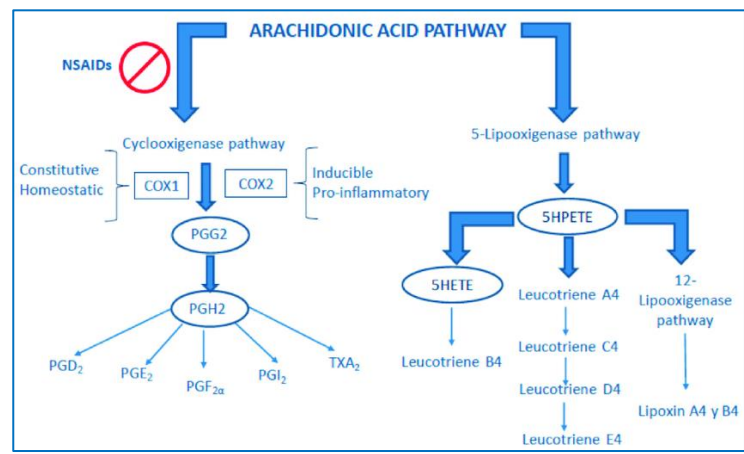 ARACHIDONIC ACID PATHWAY
NSAIDs
Cyclooxigenase pathway
Constitutive
Homeostatic
COX1
COX2
Inducible
Pro-inflammatory
PGG2
PGH2
PGD₂
PGE₂
PGF₂α
PGI₂
TXA₂
5-Lipooxigenase pathway
5HPETE
5HETE
Leucotriene B4
Leucotriene A4
Leucotriene C4
Leucotriene D4
Leucotriene E4
12-
Lipooxigenase
pathway
Lipoxin A4 y B4